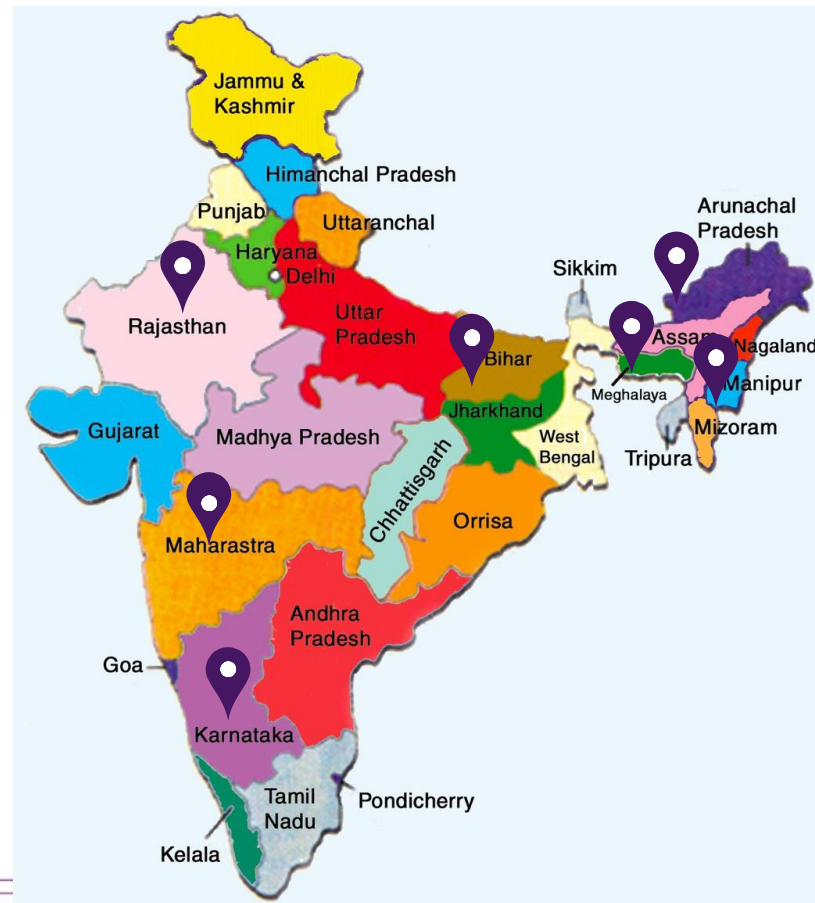 Jammu &
Kashmir
Himanchal Pradesh
Punjab
Uttaranchal
Arunachal
Pradesh
Haryana
Delhi
Sikkim
Rajasthan
Uttar
Pradesh
Assam
Nagaland
Bihar
Meghalaya
Manipur
Jharkhand
Gujarat
Madhya Pradesh
West
Bengal
Mizoram
Tripura
Chhattisgarh
Orrisa
Maharastra
Andhra
Pradesh
Goa
Karnataka
Tamil
Nadu
Pondicherry
Kelala